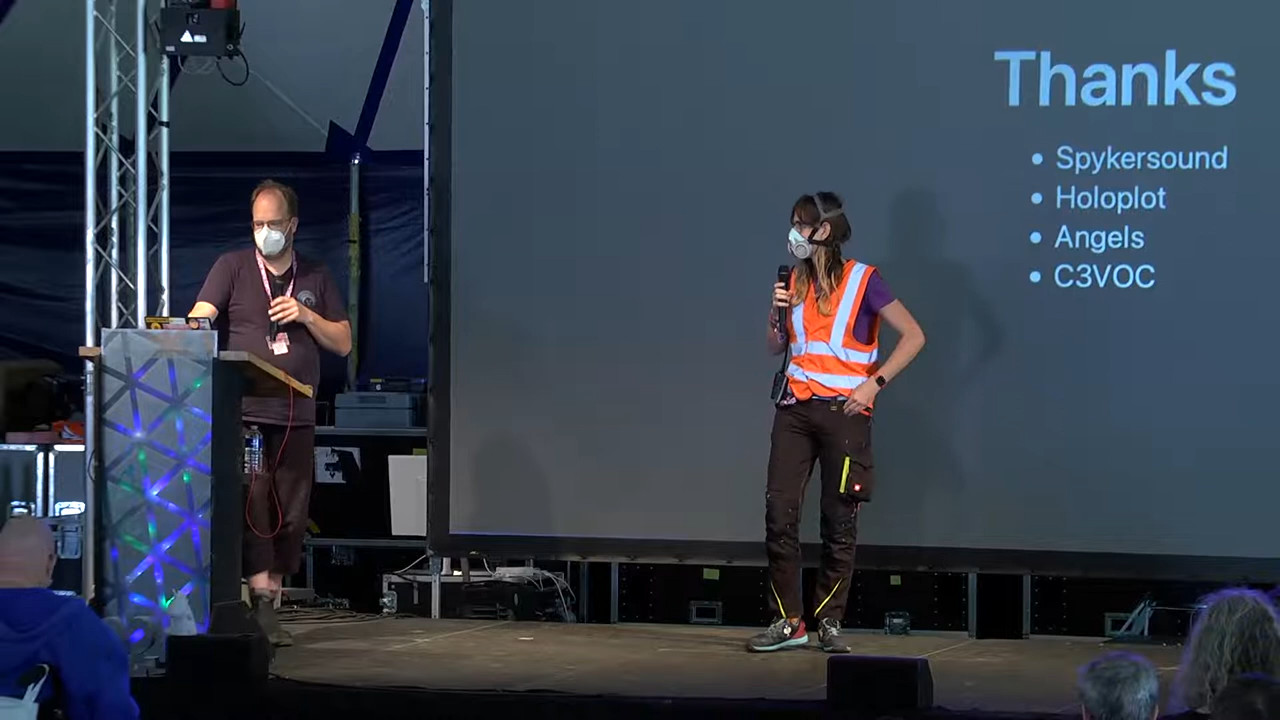 Thanks
• Spykersound
• Holoplot
• Angels
• C3VOC